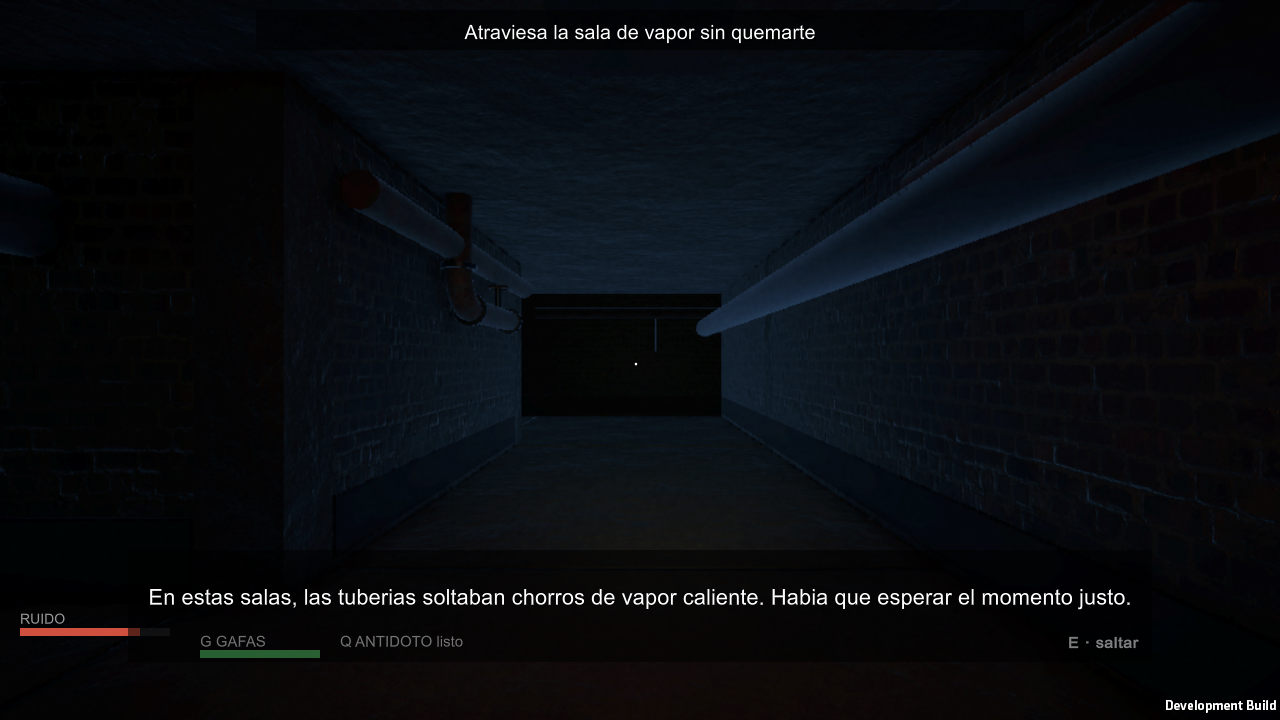 Atraviesa la sala de vapor sin quemarte
En estas salas, las tuberias soltaban chorros de vapor caliente. Habia que esperar el momento justo.
RUIDO
G GAFAS
Q ANTIDOTO listo
E · saltar
Development Build